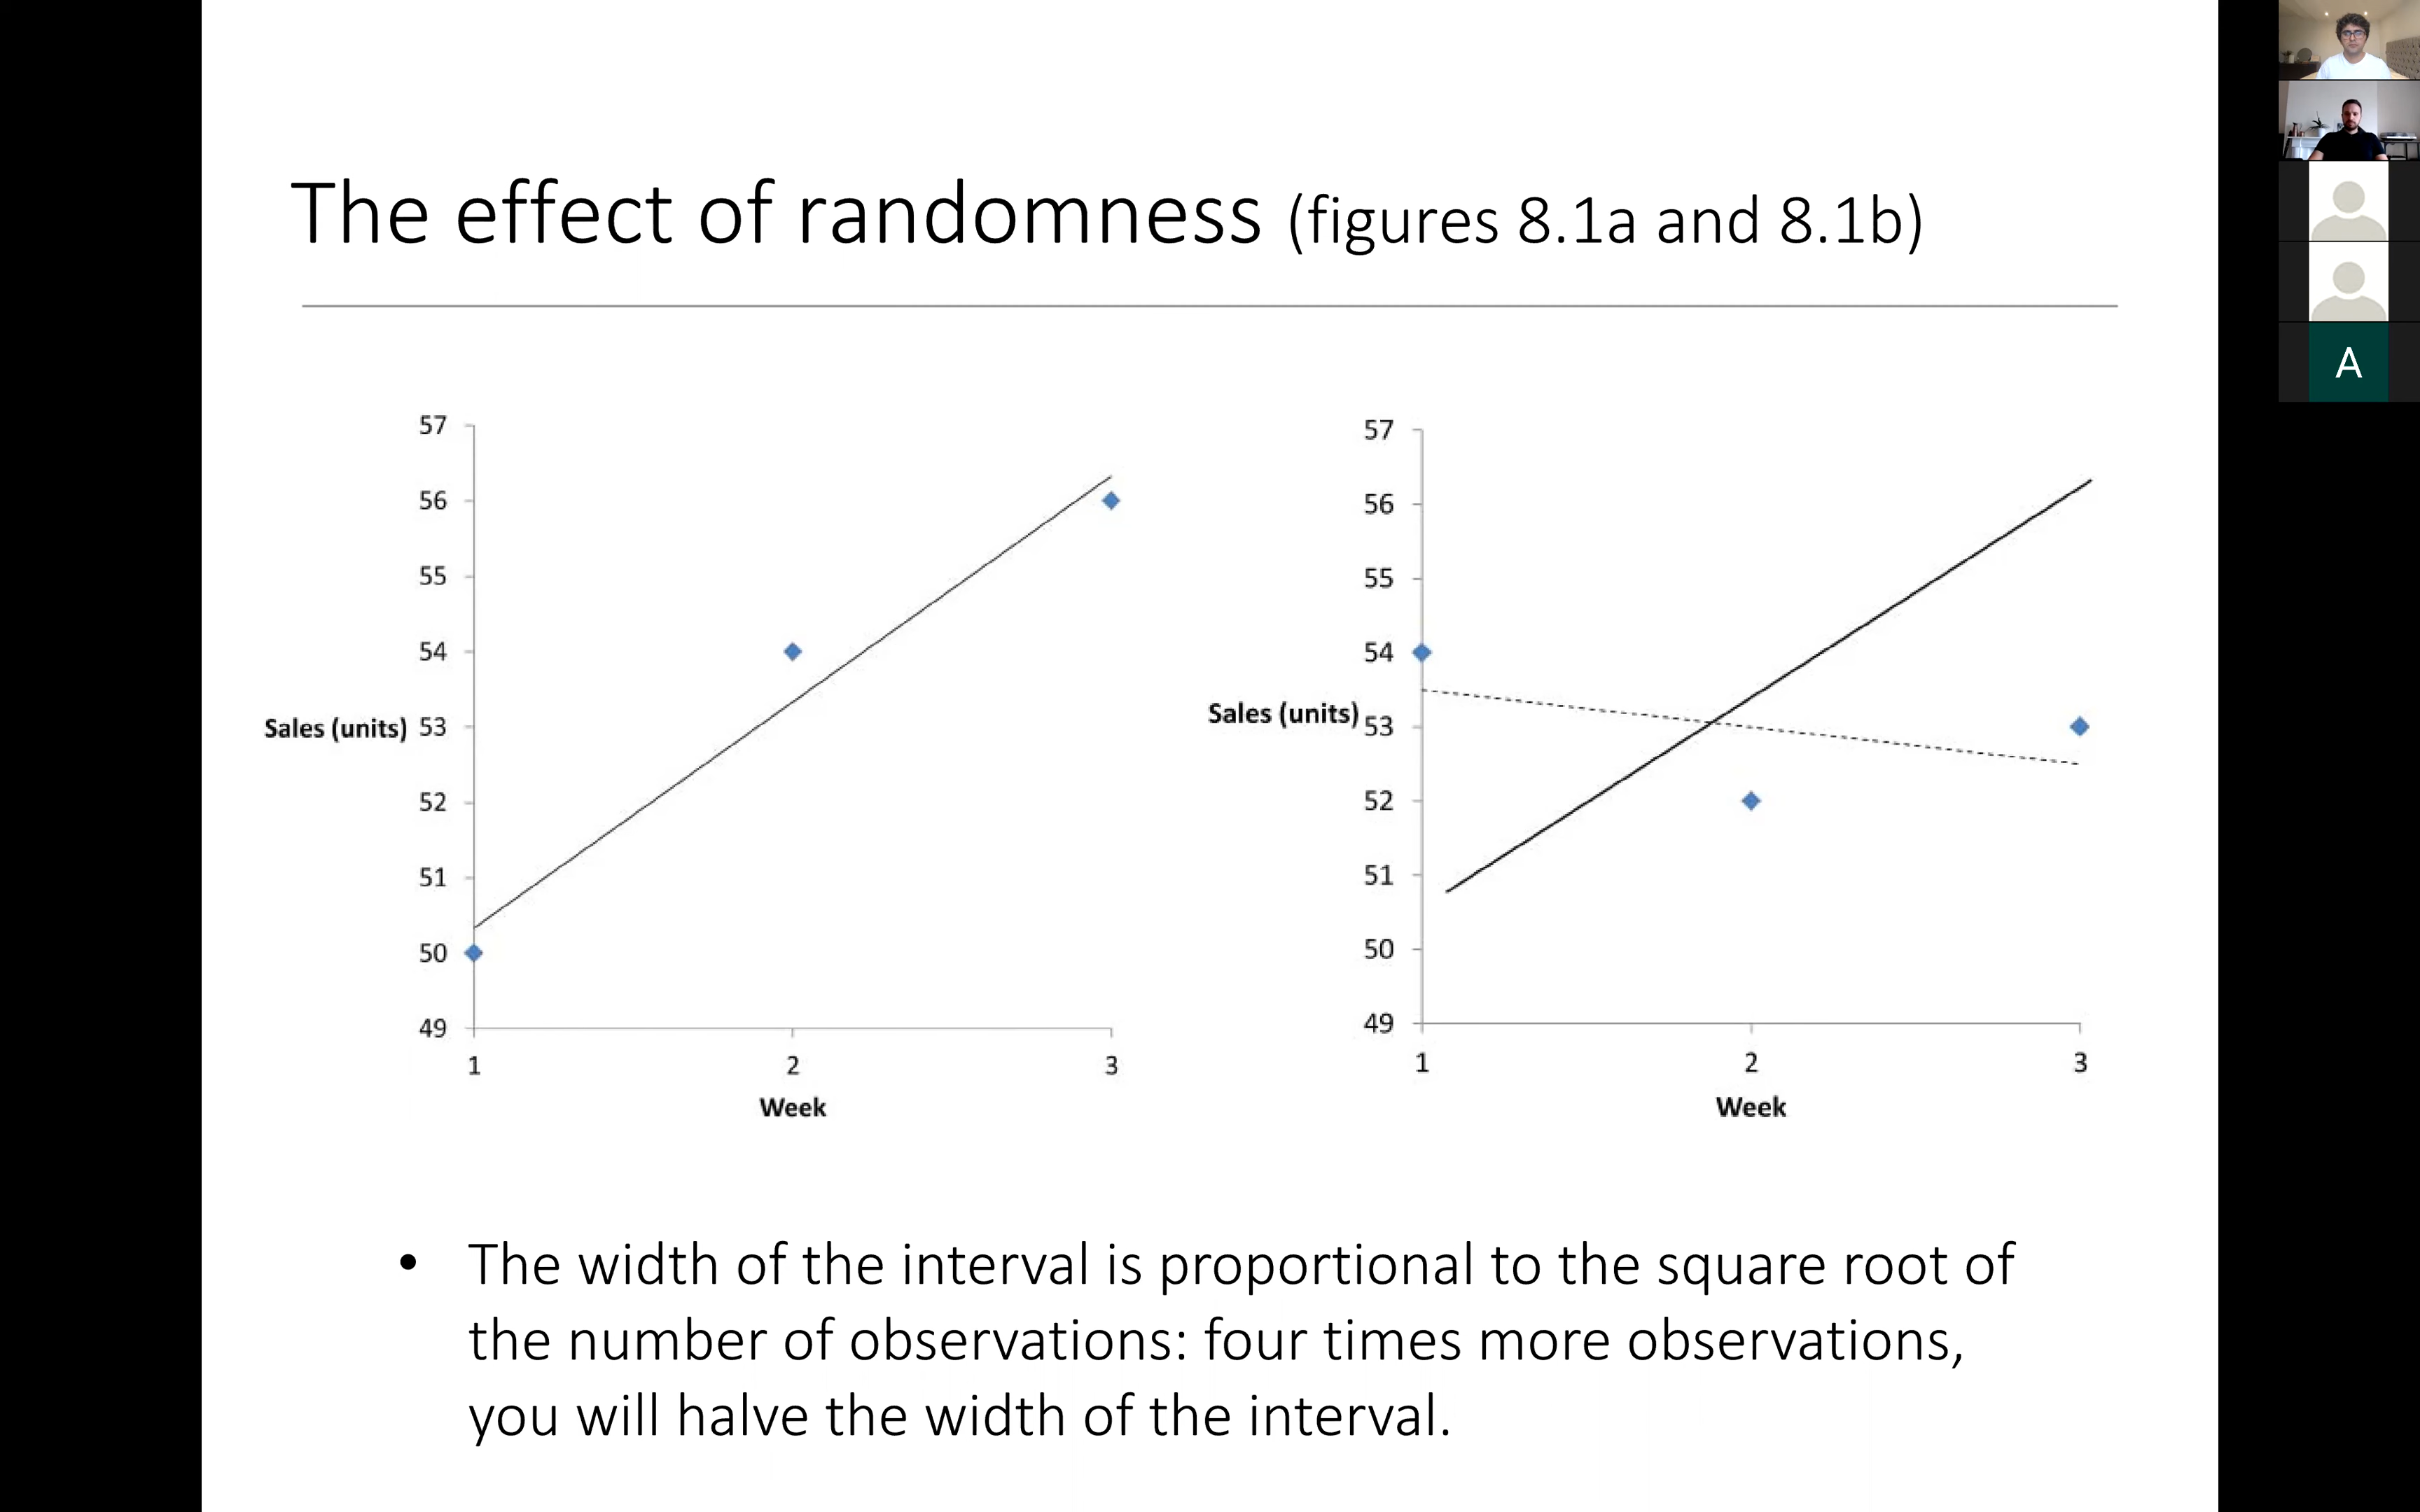 The effect of randomness (figures 8.1a and 8.1b)
A
57
56
55
54
Sales (units) 53
52
51
50
49
1 2 3
Week
57
56
55
54
Sales (units) 53
52
51
50
49
1 2 3
Week
• The width of the interval is proportional to the square root of
the number of observations: four times more observations,
you will halve the width of the interval.